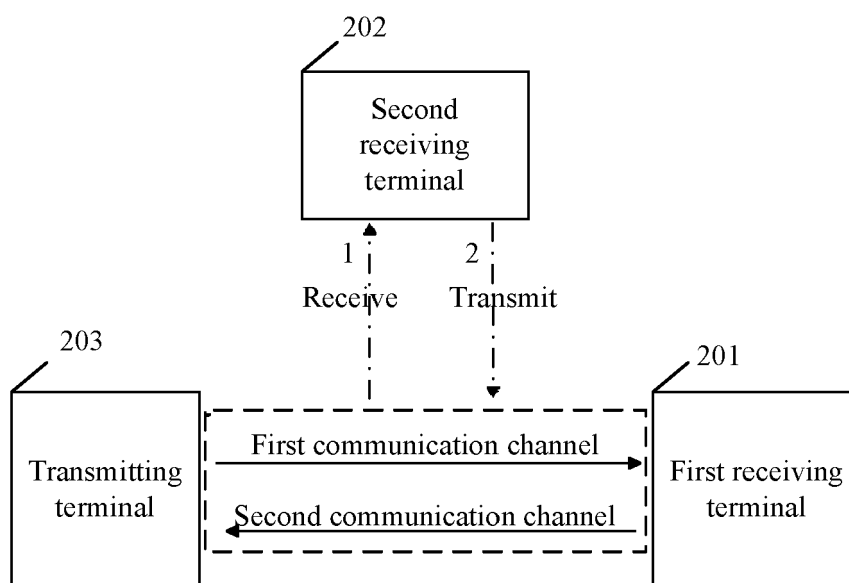 202
Second
receiving
terminal
1
2
Receive
Transmit
203
201
Transmitting
terminal
First communication channel
Second communication channel
First receiving
terminal